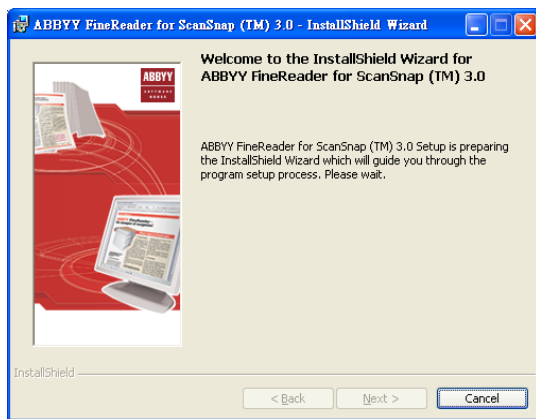 ABBYY FineReader for ScanSnap (TM) 3.0 - InstallShield Wizard
ABBYY
SOFTWARE
HOUSE
Welcome to the InstallShield Wizard for
ABBYY FineReader for ScanSnap (TM) 3.0
ABBYY FineReader for ScanSnap (TM) 3.0 Setup is preparing
the InstallShield Wizard which will guide you through the
program setup process. Please wait.
InstallShield
< Back
Next >
Cancel